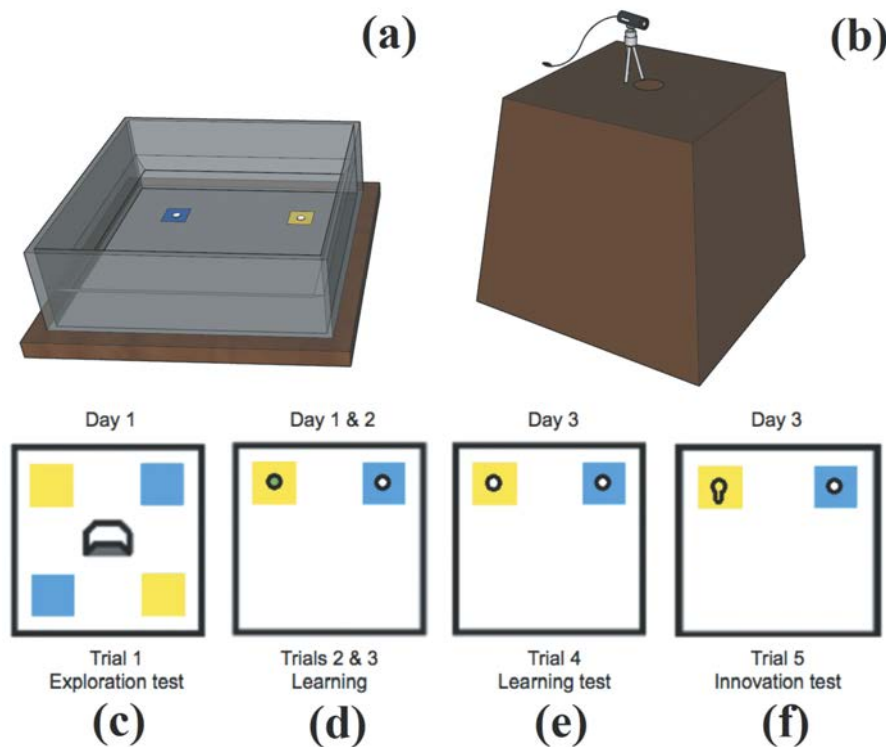 (a)
(b)
Day 1
Day 1 & 2
Day 3
Day 3
Trial 1
Exploration test
Trials 2 & 3
Learning
Trial 4
Learning test
Trial 5
Innovation test
(c)
(d)
(e)
(f)